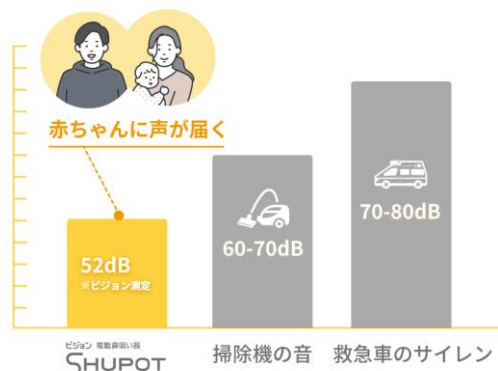 赤ちゃんに声が届く
52dB
※ピジョン測定
60-70dB
70-80dB
ピジョン 電動鼻吸い器
SHUPOT
掃除機の音
救急車のサイレン